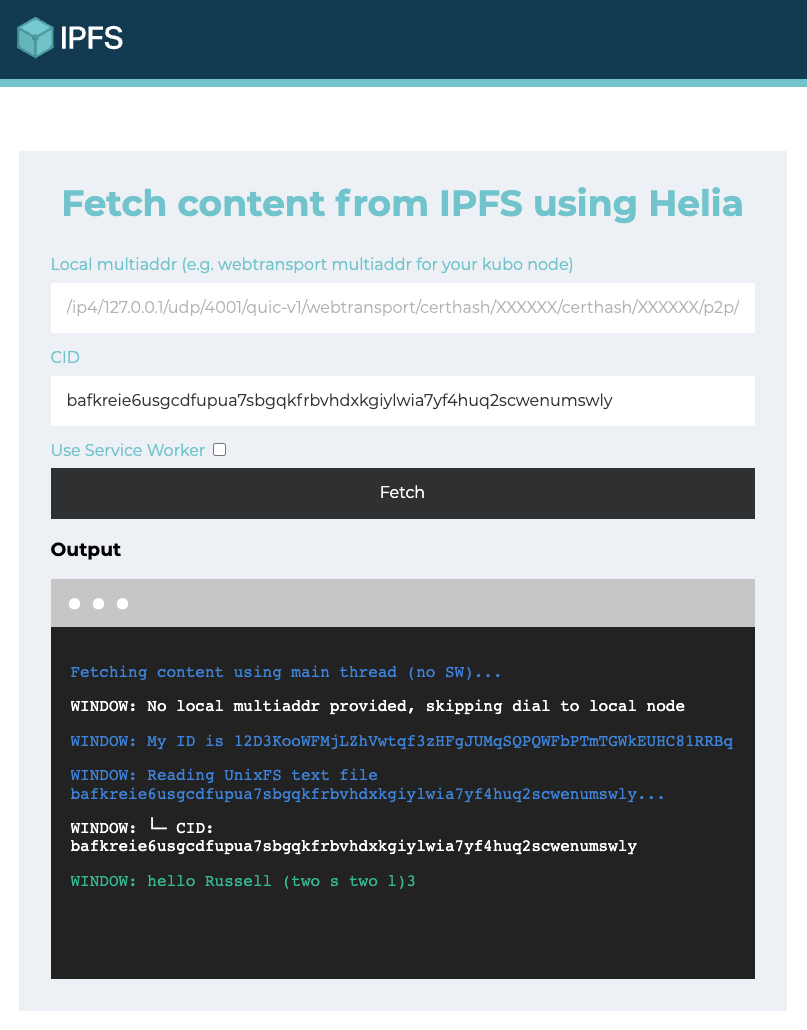 IPFS
Fetch content from IPFS using Helia
Local multiaddr (e.g. webtransport multiaddr for your kubo node)
/ip4/127.0.0.1/udp/4001/quic-v1/webtransport/certhash/XXXXXX/certhash/XXXXXX/p2p/
CID
bafkreie6usgcdfupua7sbgqkfrbvhdxkgiylwia7yf4huq2scwenumswly
Use Service Worker
Fetch
Output
Fetching content using main thread (no SW)...
WINDOW: No local multiaddr provided, skipping dial to local node
WINDOW: My ID is 12D3KooWFMjLZhVwtqf3zHFgJUMqSQPQWFbPTmTGWkEUHC81RRBq
WINDOW: Reading UnixFS text file
bafkreie6usgcdfupua7sbgqkfrbvhdxkgiylwia7yf4huq2scwenumswly...
WINDOW: └─ CID:
bafkreie6usgcdfupua7sbgqkfrbvhdxkgiylwia7yf4huq2scwenumswly
WINDOW: hello Russell (two s two l)3